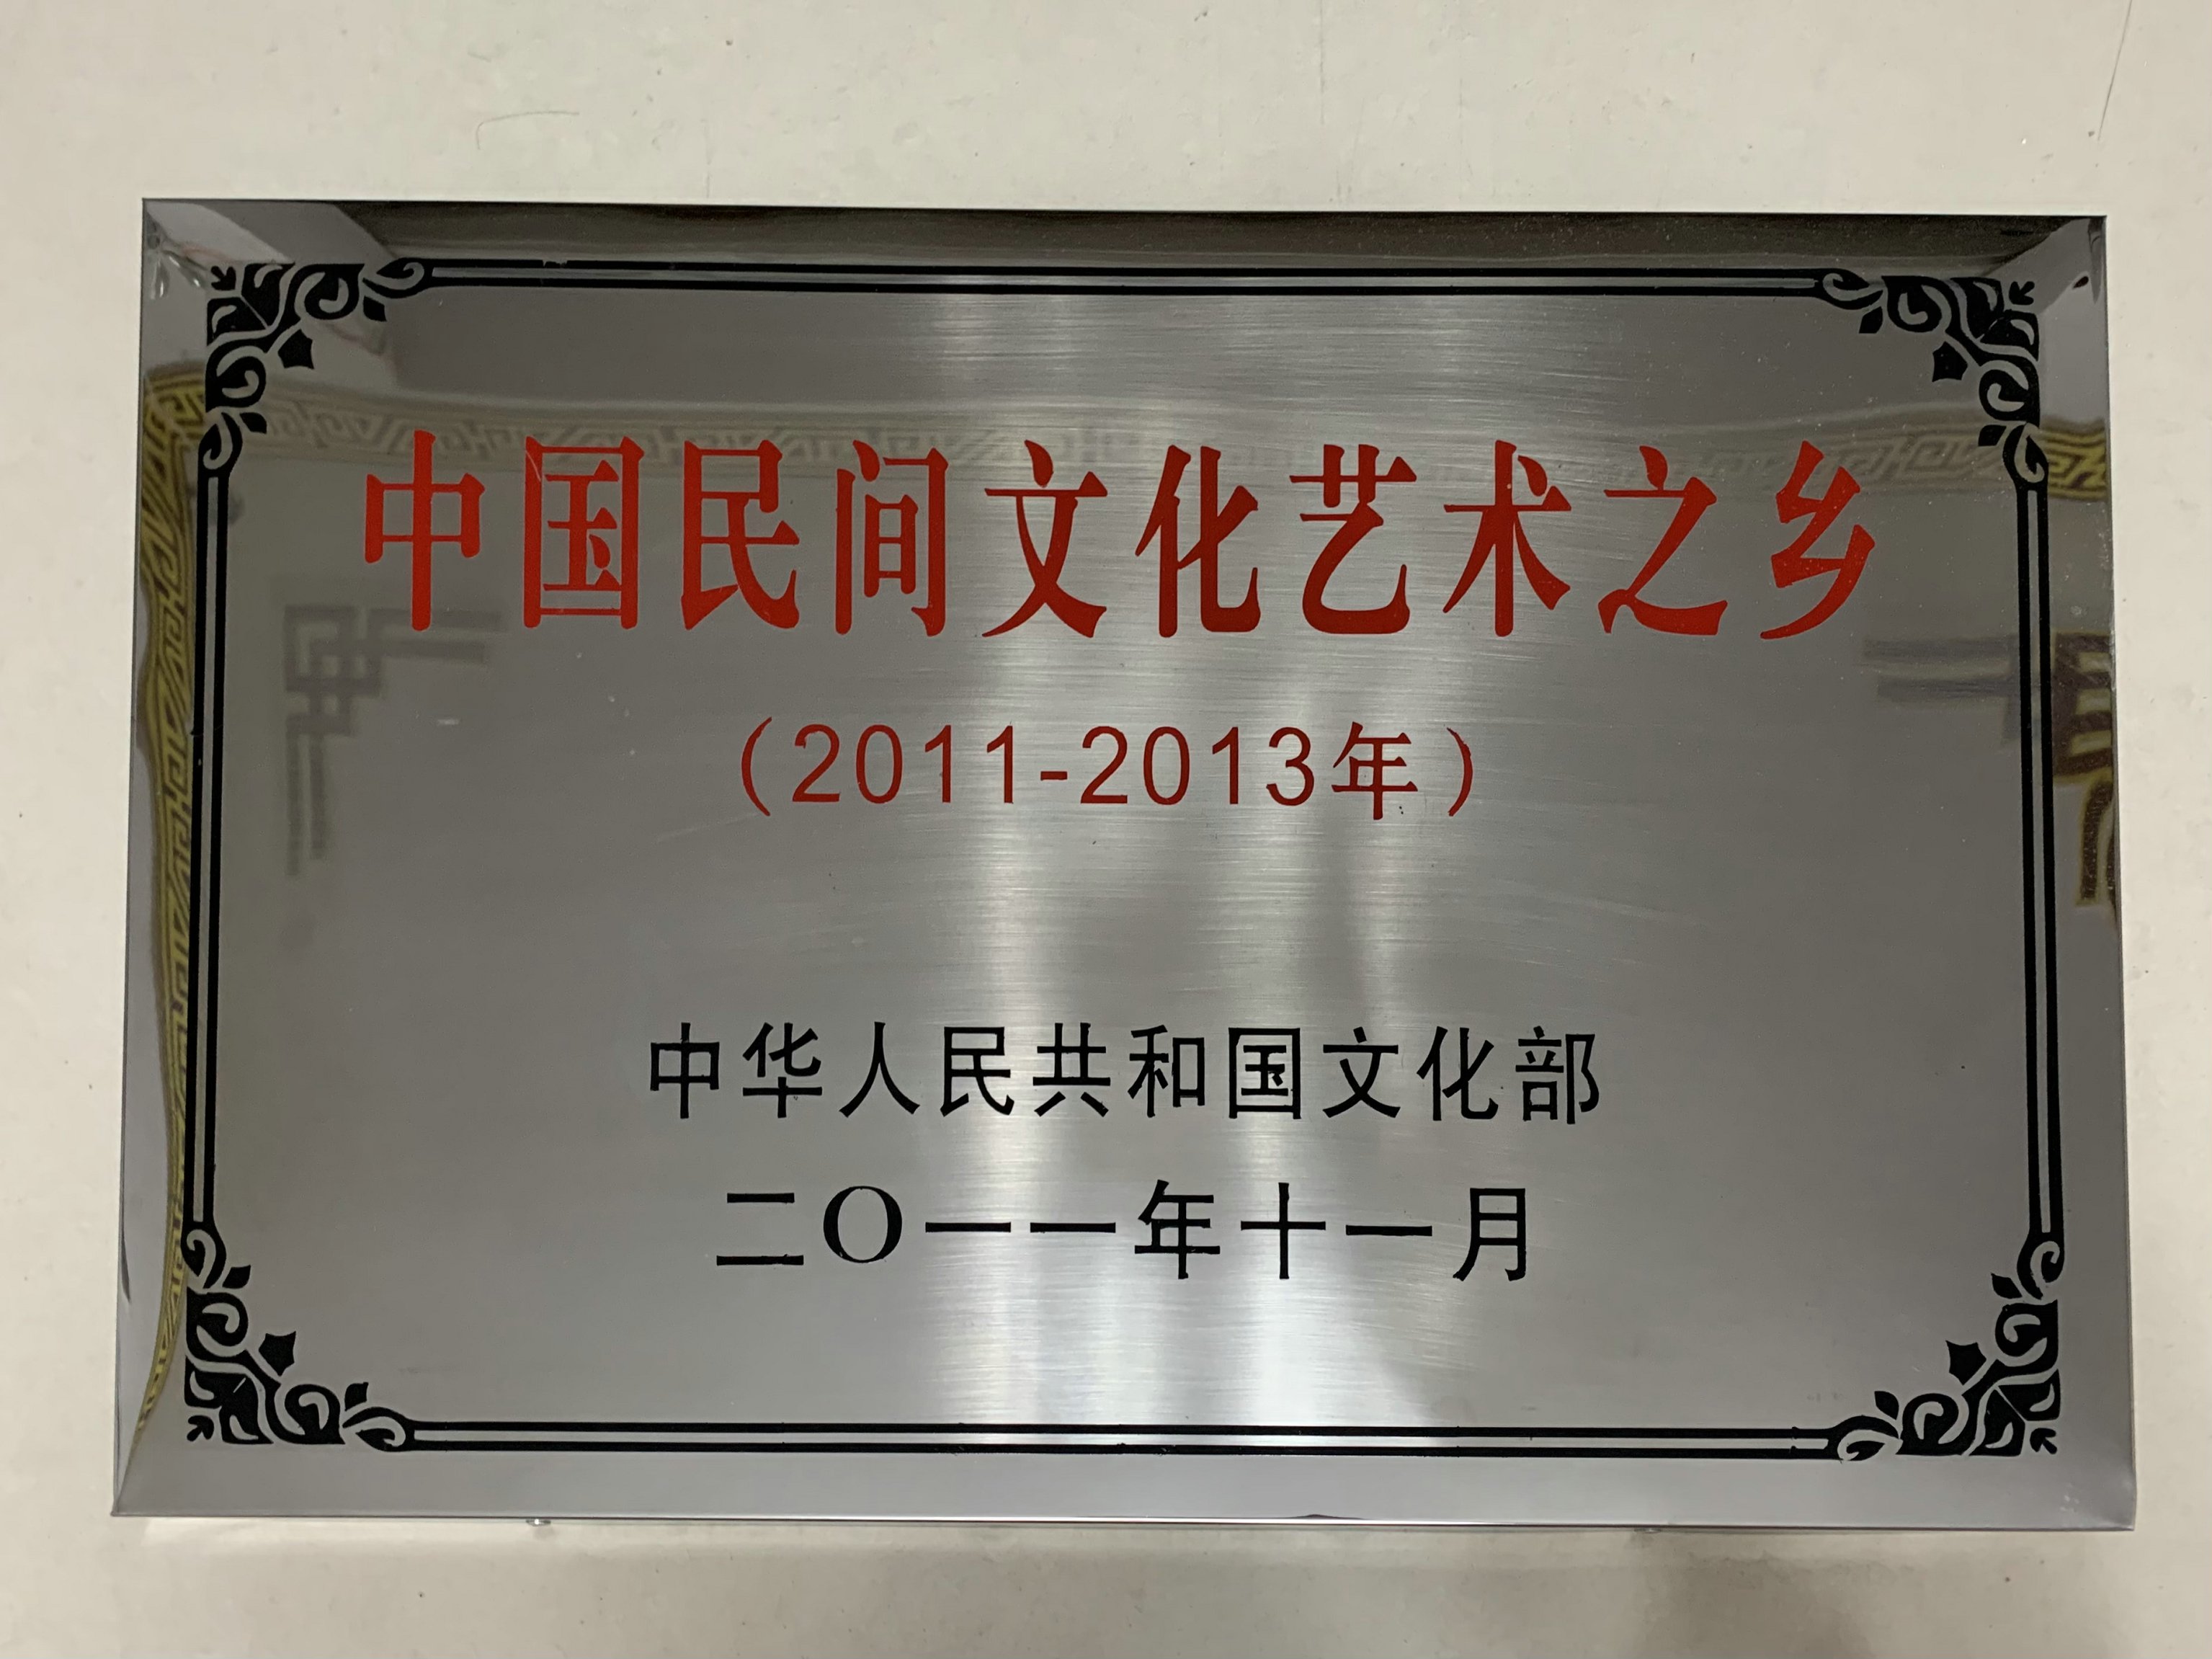 中国民间文化艺术之乡
（2011-2013年）
中华人民共和国文化部
二〇一一年十一月